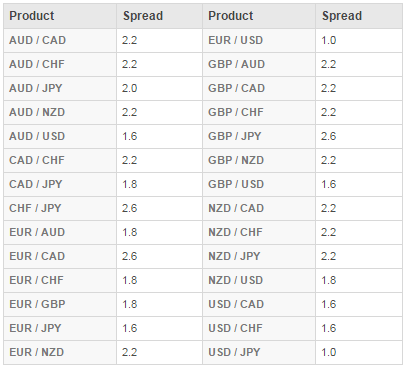 Product Spread Product Spread
AUD / CAD 2.2 EUR / USD 1.0
AUD / CHF 2.2 GBP / AUD 2.2
AUD / JPY 2.0 GBP / CAD 2.2
AUD / NZD 2.2 GBP / CHF 2.2
AUD / USD 1.6 GBP / JPY 2.6
CAD / CHF 2.2 GBP / NZD 2.2
CAD / JPY 1.8 GBP / USD 1.6
CHF / JPY 2.6 NZD / CAD 2.2
EUR / AUD 1.8 NZD / CHF 2.2
EUR / CAD 2.6 NZD / JPY 2.2
EUR / CHF 1.8 NZD / USD 1.8
EUR / GBP 1.8 USD / CAD 1.6
EUR / JPY 1.6 USD / CHF 1.6
EUR / NZD 2.2 USD / JPY 1.0